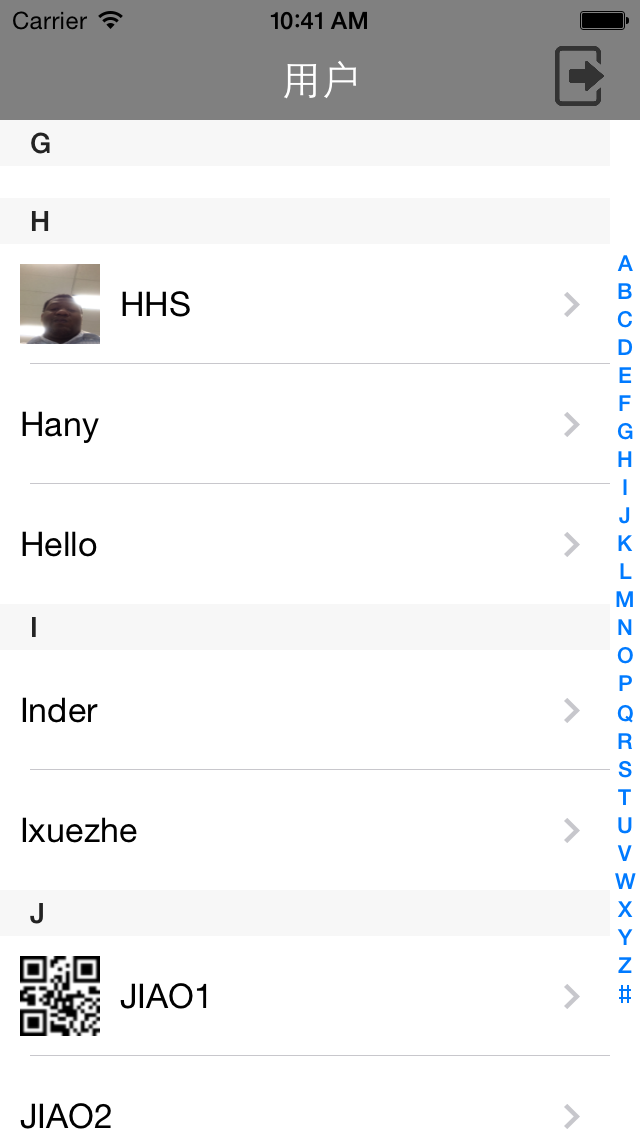 Carrier 10:41 AM
用户
G
H
HHS
Hany
Hello
I
Inder
Ixuezhe
J
JIAO1
JIAO2
A
B
C
D
E
F
G
H
I
J
K
L
M
N
O
P
Q
R
S
T
U
V
W
X
Y
Z
#